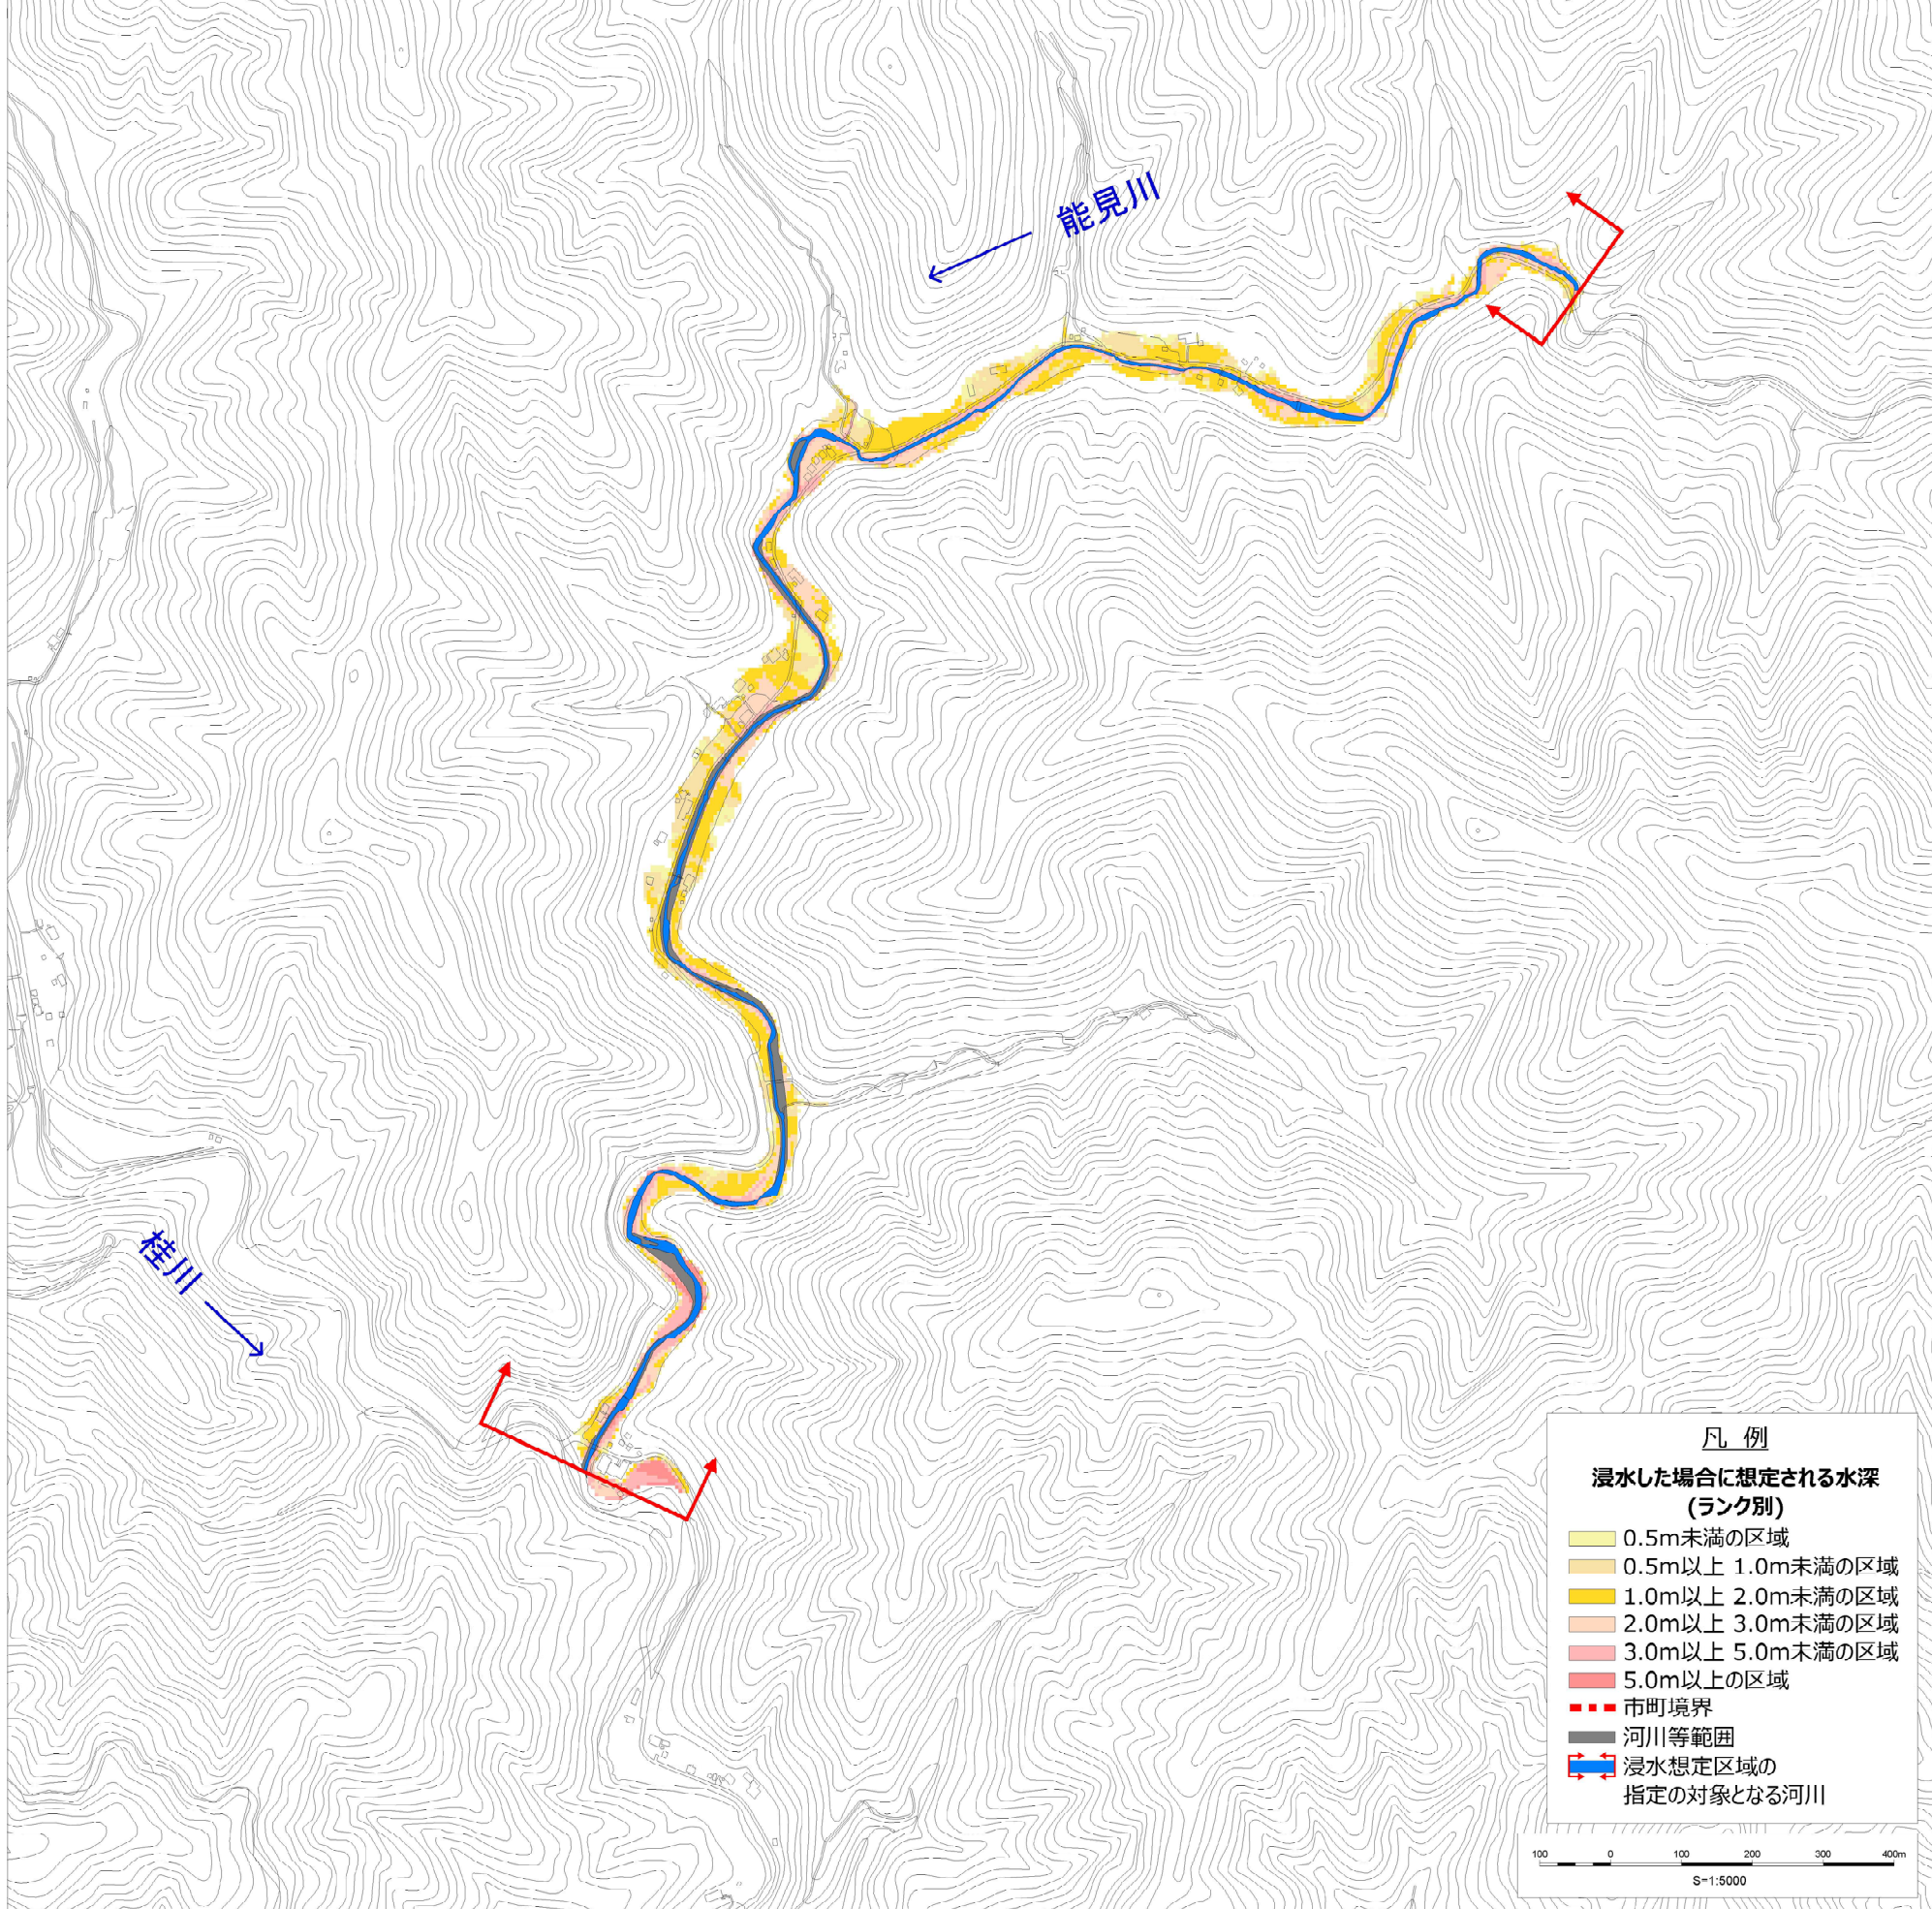 能見川
桂川
凡 例
浸水した場合に想定される水深
(ランク別)
0.5m未満の区域
0.5m以上 1.0m未満の区域
1.0m以上 2.0m未満の区域
2.0m以上 3.0m未満の区域
3.0m以上 5.0m未満の区域
5.0m以上の区域
市町境界
河川等範囲
浸水想定区域の
指定の対象となる河川
100 0 100 200 300 400m
S=1:5000